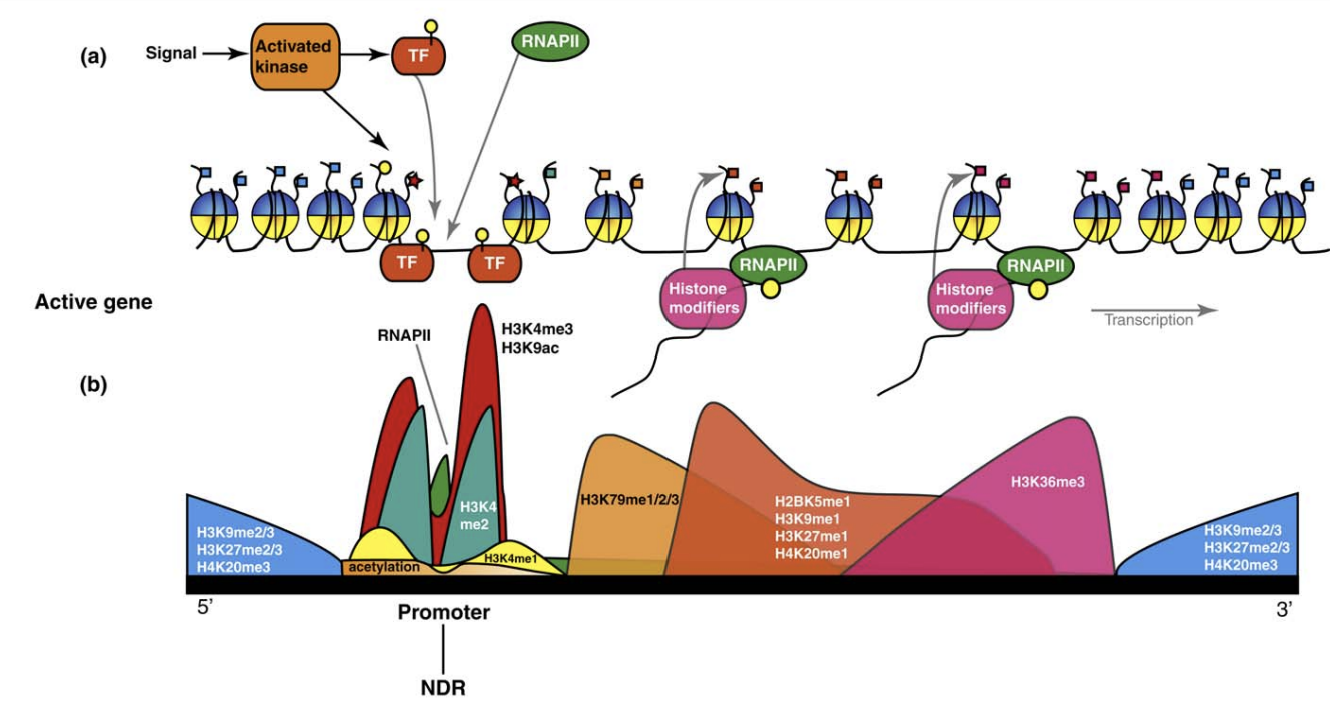 (a)
Signal
Activated
kinase
TF
RNAPII
TF
TF
RNAPII
Histone
modifiers
RNAPII
Histone
modifiers
Transcription
Active gene
(b)
RNAPII
H3K4me3
H3K9ac
H3K9me2/3
H3K27me2/3
H4K20me3
acetylation
H3K4
me2
H3K4me1
H3K79me1/2/3
H2BK5me1
H3K9me1
H3K27me1
H4K20me1
H3K36me3
H3K9me2/3
H3K27me2/3
H4K20me3
5’
3’
Promoter
NDR